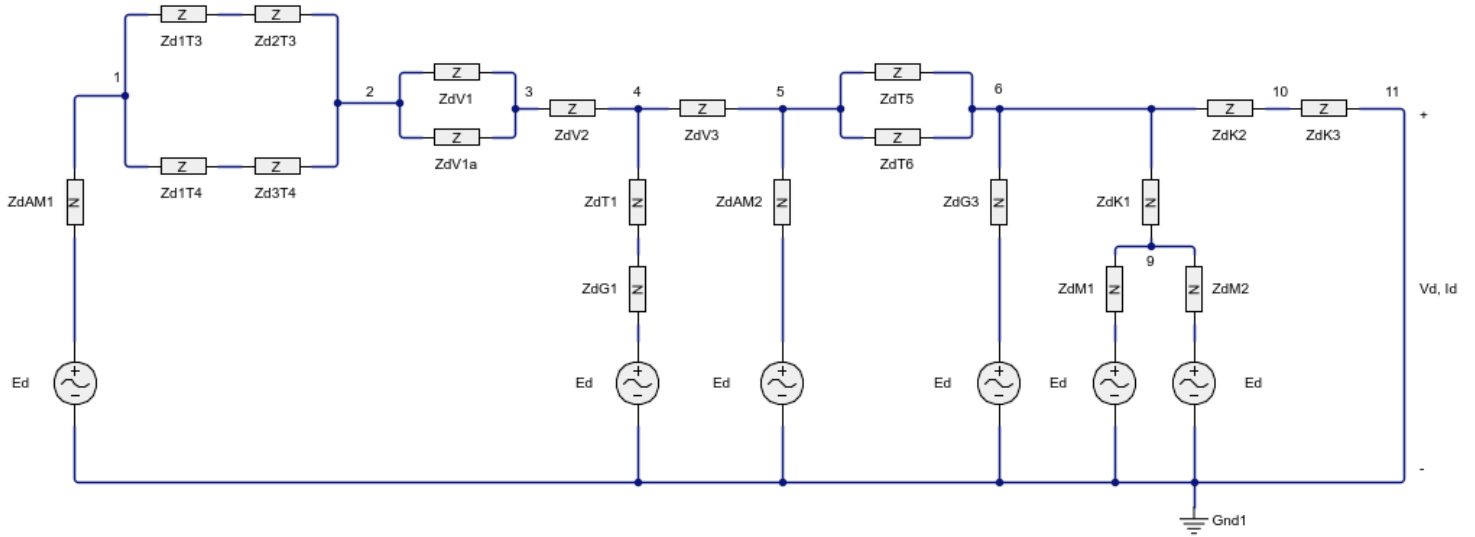 Zd1T3 Zd2T3
1 2 3 4 5 6 10 11
ZdV1 ZdT5
ZdV2 ZdV3 ZdK2 ZdK3 +
ZdV1a ZdT6
Zd1T4 Zd3T4
ZdAM1 ZdT1 ZdAM2 ZdG3 ZdK1
9
ZdG1 ZdM1 ZdM2 Vd, Id
Ed Ed Ed Ed Ed Ed
-
Gnd1